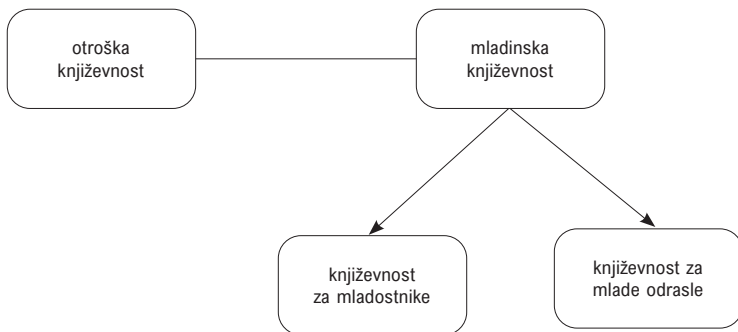 otroška
književnost
mladinska
književnost
književnost
za mladostnike
književnost za
mlade odrasle